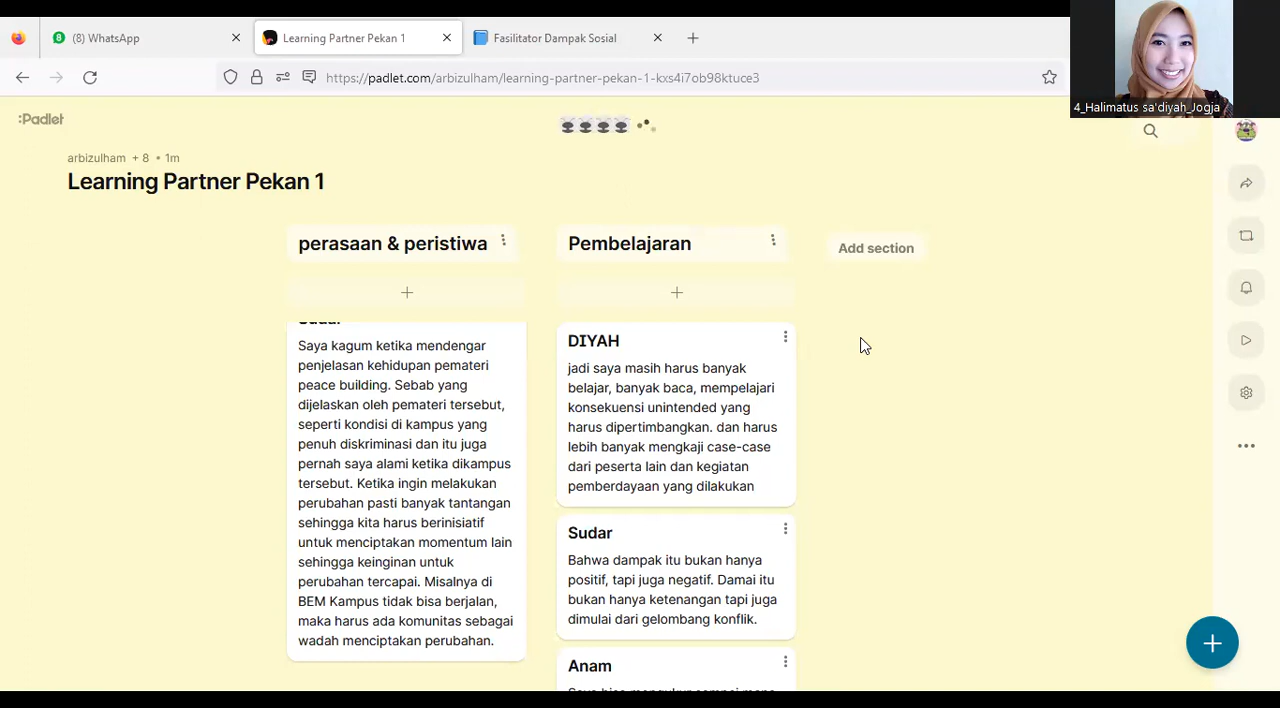 (8) WhatsApp
Learning Partner Pekan 1
Fasilitator Dampak Sosial
https://padlet.com/arbizulham/learning-partner-pekan-1-kxs4i7ob98ktuce3
4_Halimatus sa'diyah_Jogja
:Padlet
arbizulham + 8 • 1m
Learning Partner Pekan 1
perasaan & peristiwa
Sudar
Saya kagum ketika mendengar
penjelasan kehidupan pemateri
peace building. Sebab yang
dijelaskan oleh pemateri tersebut,
seperti kondisi di kampus yang
penuh diskriminasi dan itu juga
pernah saya alami ketika dikampus
tersebut. Ketika ingin melakukan
perubahan pasti banyak tantangan
sehingga kita harus berinisiatif
untuk menciptakan momentum lain
sehingga keinginan untuk
perubahan tercapai. Misalnya di
BEM Kampus tidak bisa berjalan,
maka harus ada komunitas sebagai
wadah menciptakan perubahan.
Pembelajaran
DIYAH
jadi saya masih harus banyak
belajar, banyak baca, mempelajari
konsekuensi unintended yang
harus dipertimbangkan. dan harus
lebih banyak mengkaji case-case
dari peserta lain dan kegiatan
pemberdayaan yang dilakukan
Sudar
Bahwa dampak itu bukan hanya
positif, tapi juga negatif. Damai itu
bukan hanya ketenangan tapi juga
dimulai dari gelombang konflik.
Anam
Add section